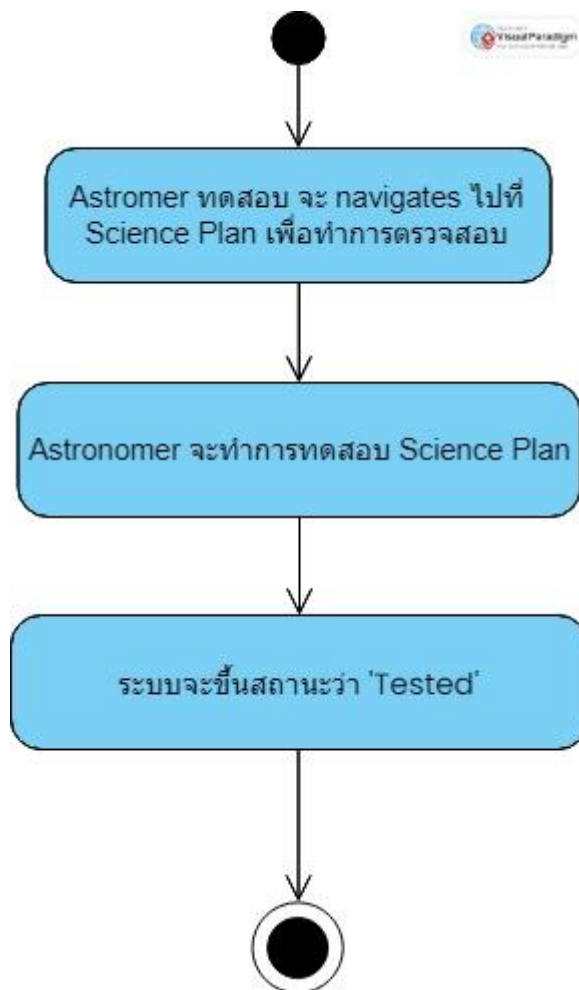 Visual Paradigm
Astromer ทดสอบ จะ navigates ไปที่
Science Plan เพื่อทำการตรวจสอบ
Astronomer จะทำการทดสอบ Science Plan
ระบบจะขึ้นสถานะว่า 'Tested'